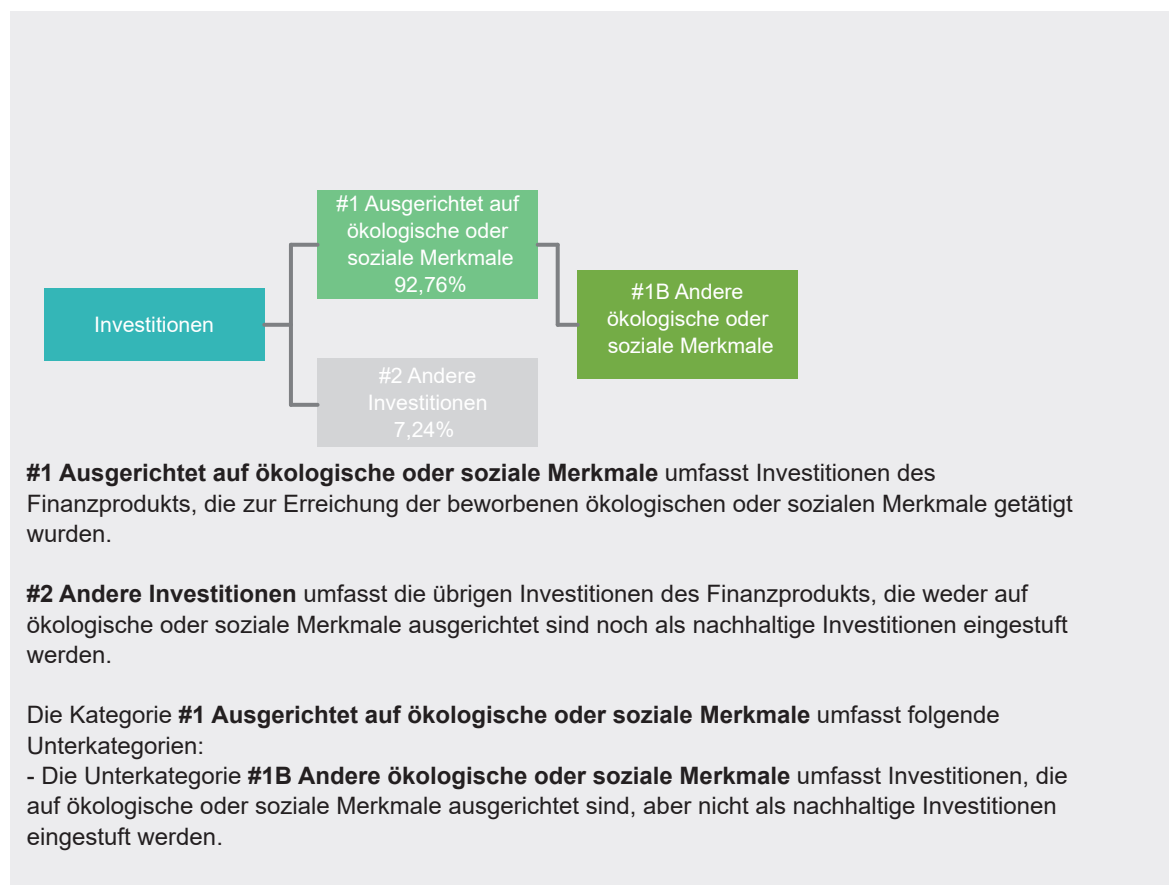 #1 Ausgerichtet auf
ökologische oder
soziale Merkmale
92,76%
Investitionen
#1B Andere
ökologische oder
soziale Merkmale
#2 Andere
Investitionen
7,24%
#1 Ausgerichtet auf ökologische oder soziale Merkmale umfasst Investitionen des
Finanzprodukts, die zur Erreichung der beworbenen ökologischen oder sozialen Merkmale getätigt
wurden.
#2 Andere Investitionen umfasst die übrigen Investitionen des Finanzprodukts, die weder auf
ökologische oder soziale Merkmale ausgerichtet sind noch als nachhaltige Investitionen eingestuft
werden.
Die Kategorie #1 Ausgerichtet auf ökologische oder soziale Merkmale umfasst folgende
Unterkategorien:
- Die Unterkategorie #1B Andere ökologische oder soziale Merkmale umfasst Investitionen, die
auf ökologische oder soziale Merkmale ausgerichtet sind, aber nicht als nachhaltige Investitionen
eingestuft werden.